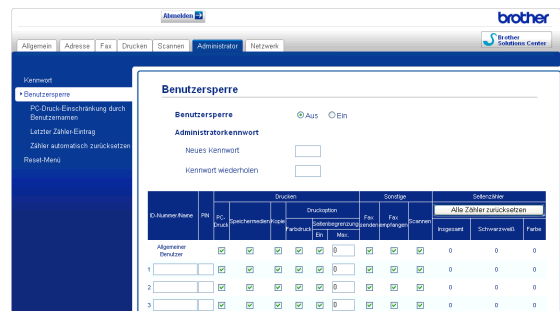 Abmelden
brother
Brother
Solutions Center
Allgemein Adresse Fax Drucken Scannen Administrator Netzwerk
Kennwort
Benutzersperre
PC-Druck-Einschränkung durch
Benutzernamen
Letzter Zähler-Eintrag
Zähler automatisch zurücksetzen
Reset-Menü
Benutzersperre
Benutzersperre Aus Ein
Administratorkennwort
Neues Kennwort
Kennwort wiederholen
Drucken Sonstige Seitenzähler
ID-Nummer/Name PIN PC-Druck Speichermedien Kopie Druckoption Fax senden Fax empfangen Scannen Alle Zähler zurücksetzen
Farbdruck Seitenbegrenzung Insgesamt Schwarzweiß Farbe
Ein Max.
Allgemeiner
Benutzer 0 0 0 0
1 0 0 0 0
2 0 0 0 0
3 0 0 0 0